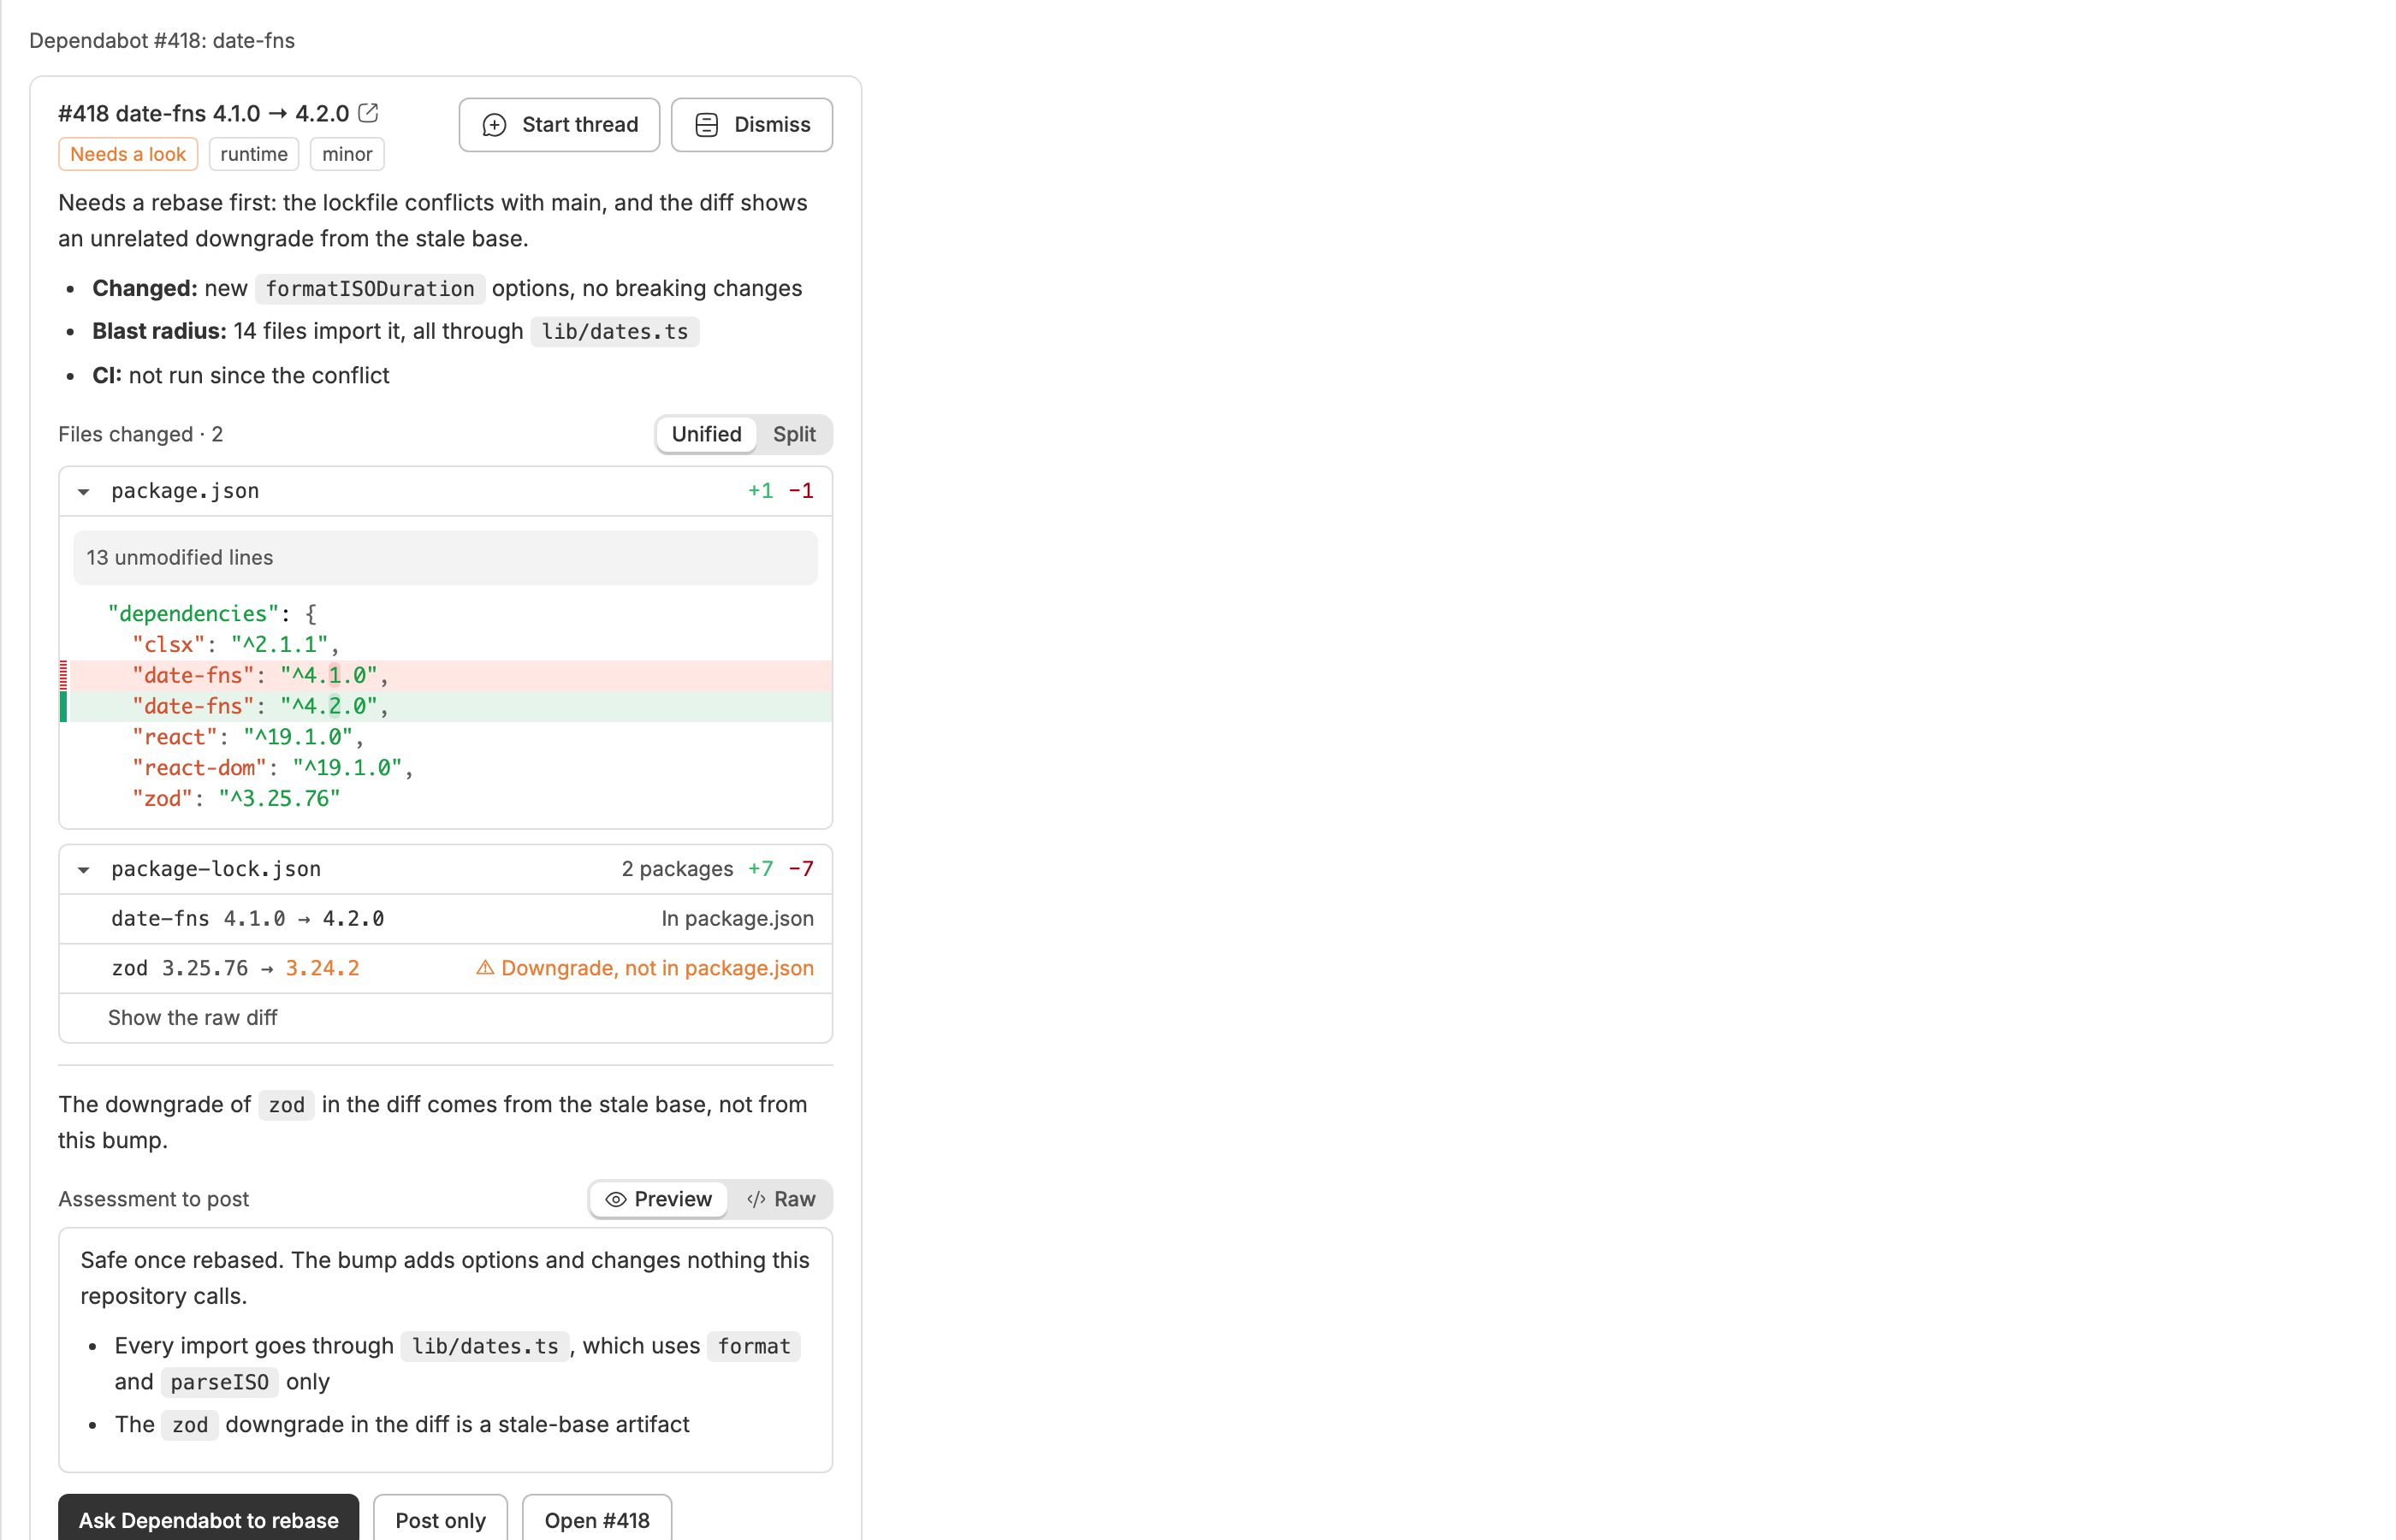 Dependabot #418: date-fns
#418 date-fns 4.1.0 → 4.2.0
Start thread
Dismiss
Needs a look
runtime
minor
Needs a rebase first: the lockfile conflicts with main, and the diff shows
an unrelated downgrade from the stale base.
• Changed: new formatISODuration options, no breaking changes
• Blast radius: 14 files import it, all through lib/dates.ts
• CI: not run since the conflict
Files changed · 2
Unified
Split
package.json
+1 −1
13 unmodified lines
"dependencies": {
"clsx": "^2.1.1",
"date-fns": "^4.1.0",
"date-fns": "^4.2.0",
"react": "^19.1.0",
"react-dom": "^19.1.0",
"zod": "^3.25.76"
package-lock.json
2 packages +7 −7
date-fns 4.1.0 → 4.2.0
In package.json
zod 3.25.76 → 3.24.2
⚠ Downgrade, not in package.json
Show the raw diff
The downgrade of zod in the diff comes from the stale base, not from
this bump.
Assessment to post
Preview
</> Raw
Safe once rebased. The bump adds options and changes nothing this
repository calls.
• Every import goes through lib/dates.ts, which uses format
and parseISO only
• The zod downgrade in the diff is a stale-base artifact
Ask Dependabot to rebase
Post only
Open #418